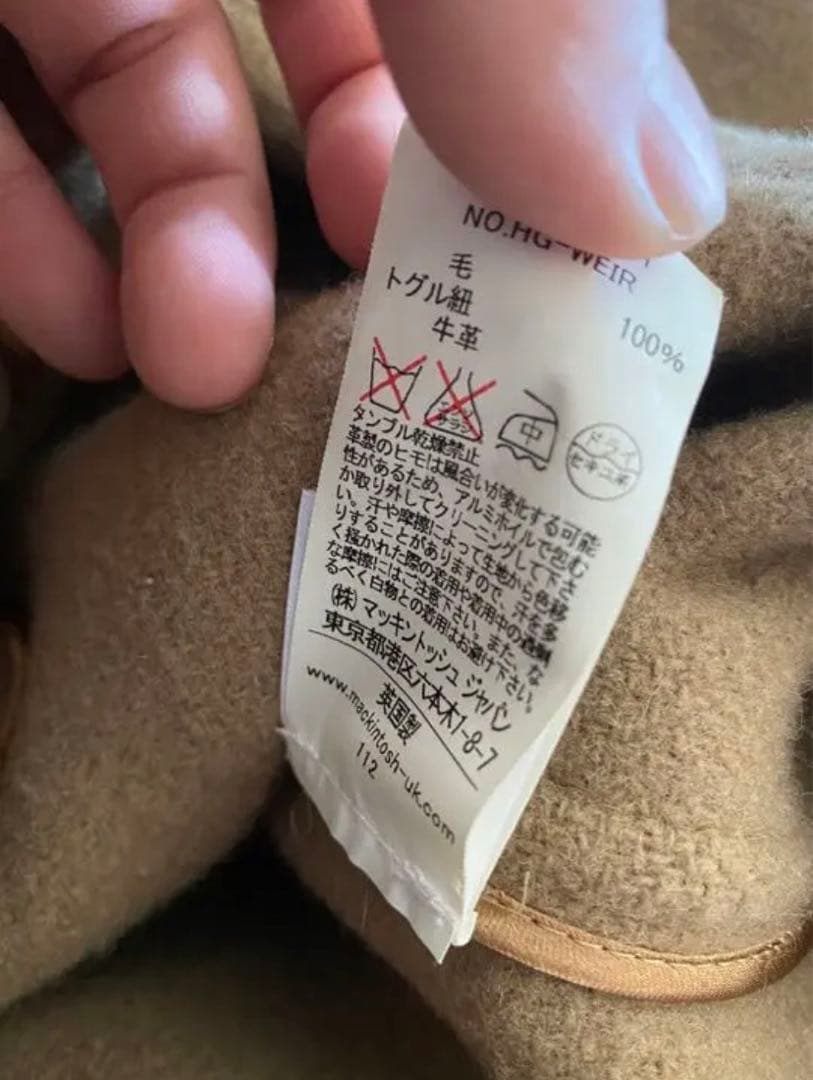 NO.HG-WEIR
毛
100%
トグル紐
牛革
中
ドライ
セキユ系
タンブル乾燥禁止
革製のヒモは風合いが変化する可能
性があるため、アルミホイルで包む
か取り外してクリーニングして下さ
い。汗や摩擦によって生地から色移
りすることがありますので、汗を多
く掻かれた際の着用や着用中の過剰
な摩擦にはご注意下さい。また、な
るべく白物との着用はお避け下さい。
(株)マッキントッシュ ジャパン
東京都港区六本木1-8-7
英国製
www.mackintosh-uk.com
112